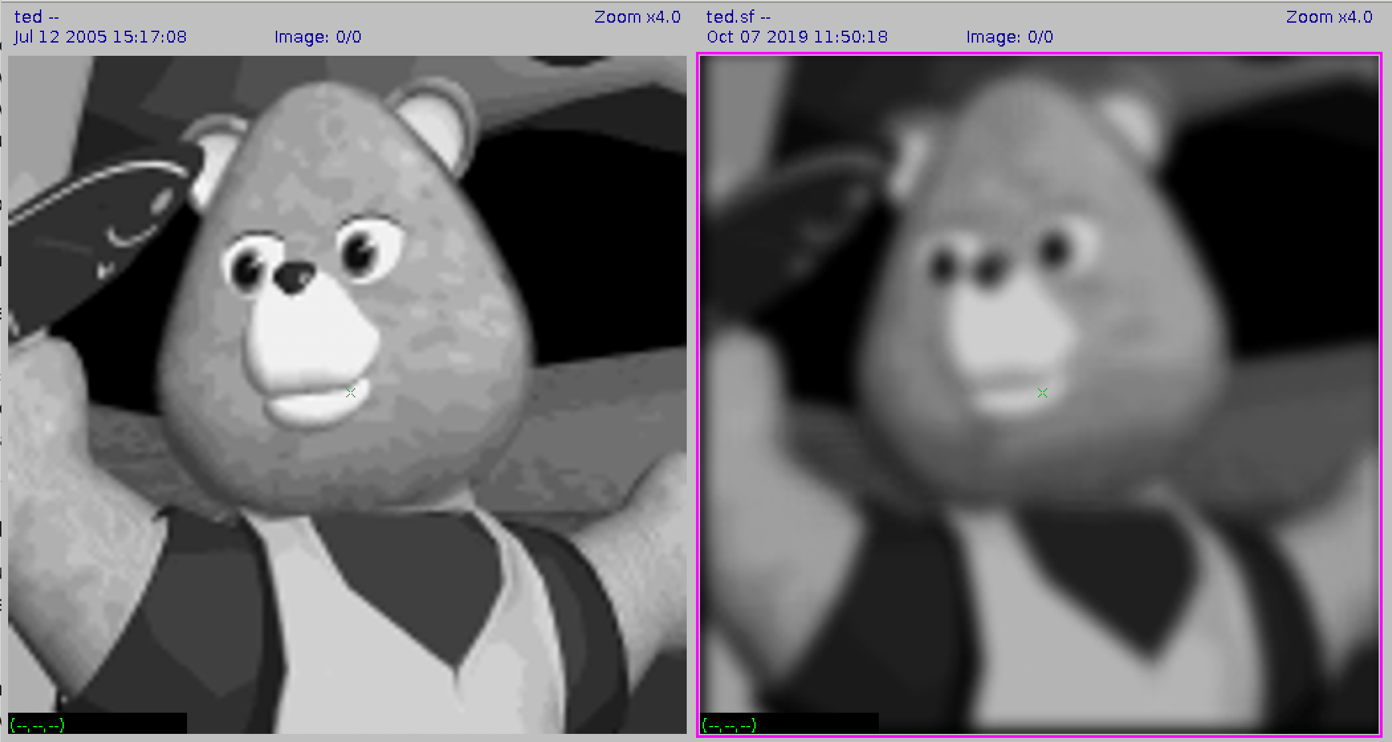 ted -- Zoom x4.0
Jul 12 2005 15:17:08 Image: 0/0
(--,--,--)
ted.sf -- Zoom x4.0
Oct 07 2019 11:50:18 Image: 0/0
(--,--,--)